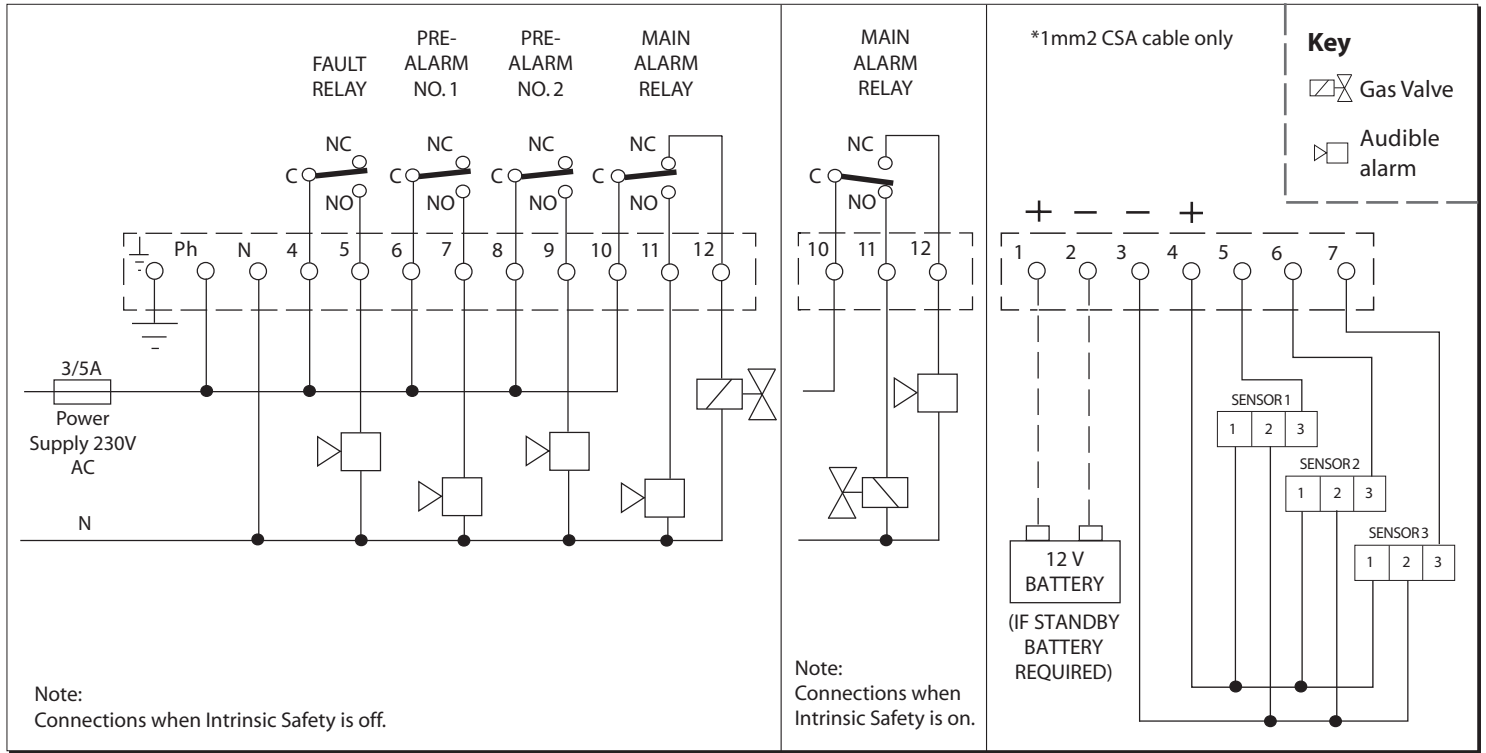 FAULT
RELAY
PRE-
ALARM
NO. 1
PRE-
ALARM
NO. 2
MAIN
ALARM
RELAY
NC
NC
NC
NC
C
C
C
C
NO
NO
NO
NO
Ph N 4 5 6 7 8 9 10 11 12
3/5A
Power
Supply 230V
AC
N
Note:
Connections when Intrinsic Safety is off.
MAIN
ALARM
RELAY
NC
C
NO
10 11 12
Note:
Connections when
Intrinsic Safety is on.
*1mm2 CSA cable only
Key
Gas Valve
Audible
alarm
+ – – +
1 2 3 4 5 6 7
SENSOR 1
1 2 3
SENSOR 2
1 2 3
SENSOR 3
1 2 3
12 V
BATTERY
(IF STANDBY
BATTERY
REQUIRED)